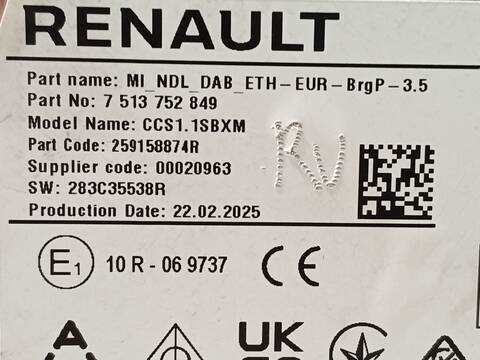 RENAULT
Part name: MI_NDL_DAB_ETH-EUR-BrgP-3.5
Part No: 7 513 752 849
Model Name: CCS1.1SBXM
Part Code: 259158874R
Supplier code: 00020963
SW: 283C35538R
RN
Production Date: 22.02.2025
E1 10 R - 06 9737 CE
UK